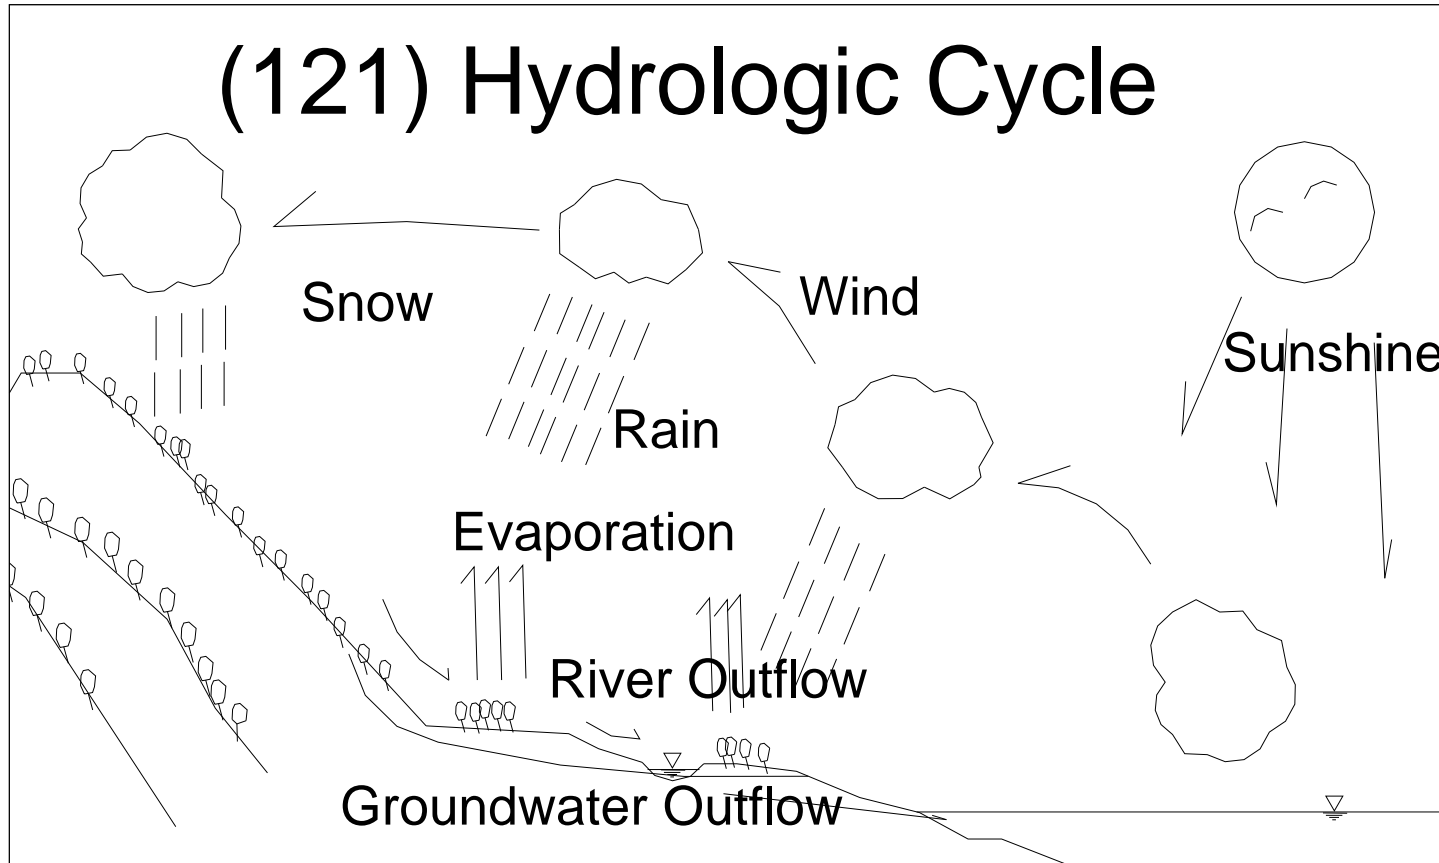 (121) Hydrologic Cycle
Snow
Wind
Sunshine
Rain
Evaporation
River Outflow
Groundwater Outflow